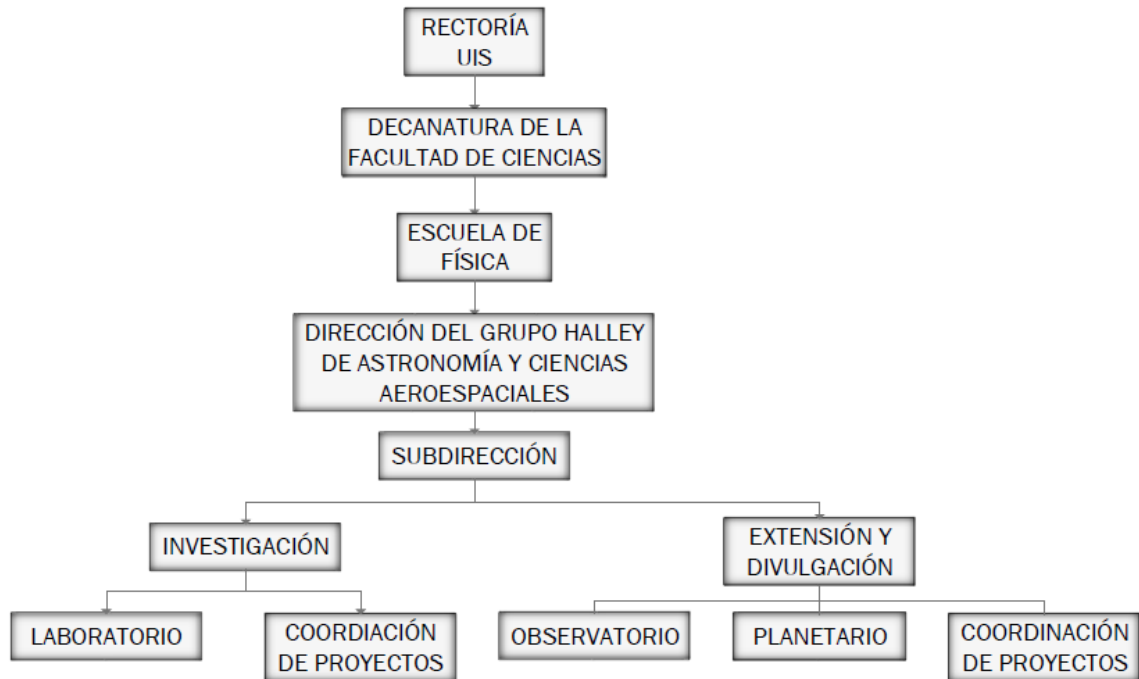 RECTORÍA
UIS
DECANATURA DE LA
FACULTAD DE CIENCIAS
ESCUELA DE
FÍSICA
DIRECCIÓN DEL GRUPO HALLEY
DE ASTRONOMÍA Y CIENCIAS
AEROESPACIALES
SUBDIRECCIÓN
INVESTIGACIÓN
EXTENSIÓN Y
DIVULGACIÓN
LABORATORIO
COORDIACIÓN
DE PROYECTOS
OBSERVATORIO
PLANETARIO
COORDINACIÓN
DE PROYECTOS